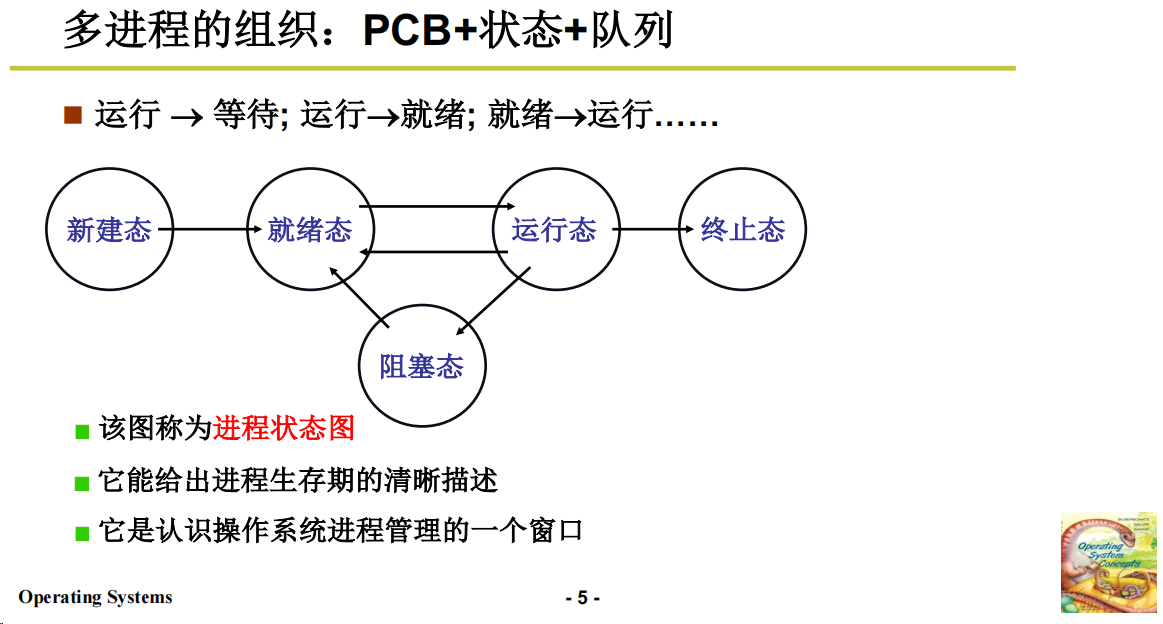 多进程的组织：PCB+状态+队列
运行 → 等待; 运行→就绪; 就绪→运行……
新建态
就绪态
运行态
终止态
阻塞态
该图称为进程状态图
它能给出进程生存期的清晰描述
它是认识操作系统进程管理的一个窗口
Operating
System
Concepts
Operating Systems
- 5 -